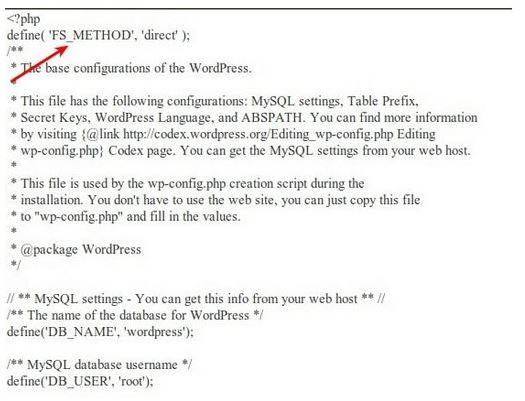 <?php
define( 'FS_METHOD', 'direct' );
/**
* The base configurations of the WordPress.
*
* This file has the following configurations: MySQL settings, Table Prefix,
* Secret Keys, WordPress Language, and ABSPATH. You can find more information
* by visiting {@link http://codex.wordpress.org/Editing_wp-config.php Editing
* wp-config.php} Codex page. You can get the MySQL settings from your web host.
*
* This file is used by the wp-config.php creation script during the
* installation. You don't have to use the web site, you can just copy this file
* to "wp-config.php" and fill in the values.
*
* @package WordPress
*/

// ** MySQL settings - You can get this info from your web host ** //
/** The name of the database for WordPress */
define('DB_NAME', 'wordpress');

/** MySQL database username */
define('DB_USER', 'root');